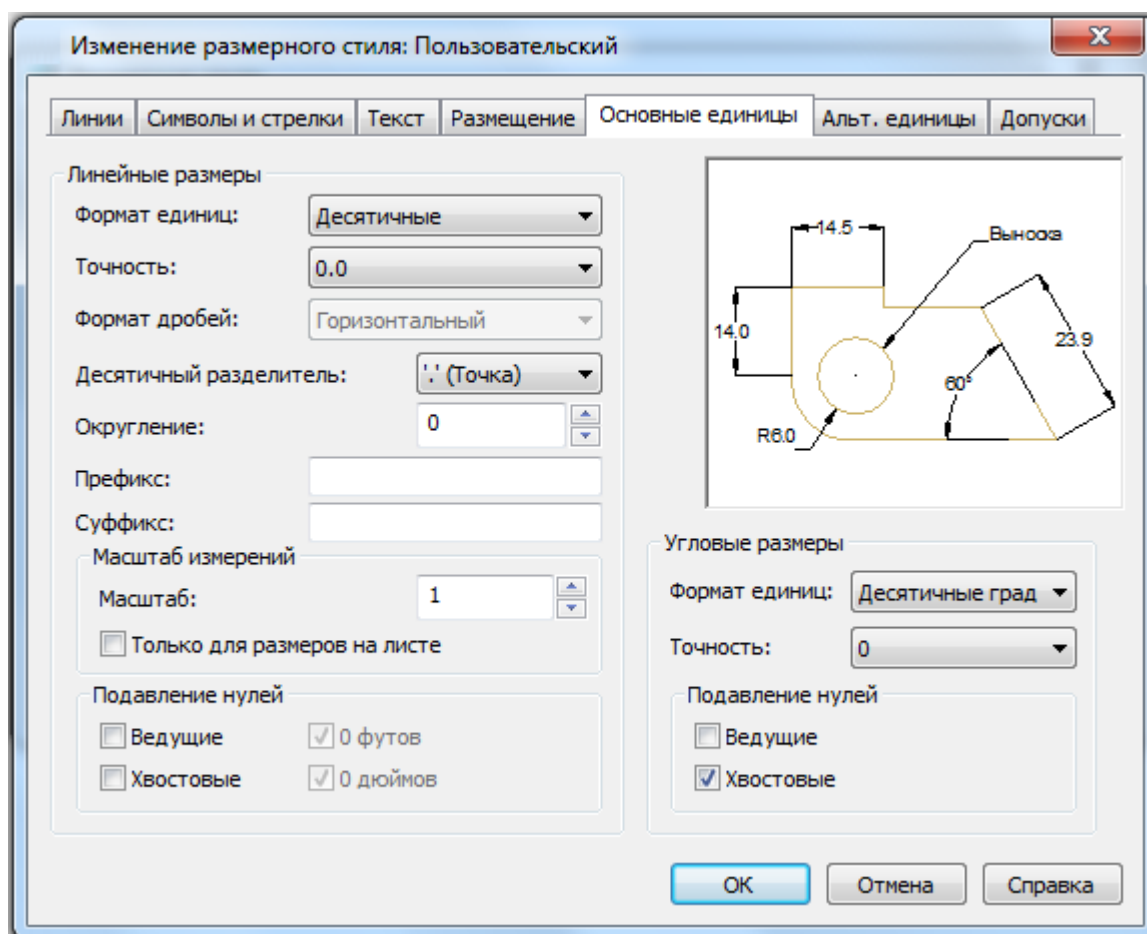 Изменение размерного стиля: Пользовательский
Линии Символы и стрелки Текст Размещение Основные единицы Альт. единицы Допуски
Линейные размеры
Формат единиц: Десятичные
Точность: 0.0
Формат дробей: Горизонтальный
Десятичный разделитель: '.' (Точка)
Округление: 0
Префикс:
Суффикс:
Масштаб измерений
Масштаб: 1
Только для размеров на листе
Подавление нулей
Ведущие 0 футов
Хвостовые 0 дюймов
14.5
Выноска
14.0
23.9
60°
R6.0
Угловые размеры
Формат единиц: Десятичные град
Точность: 0
Подавление нулей
Ведущие
Хвостовые
ОК Отмена Справка